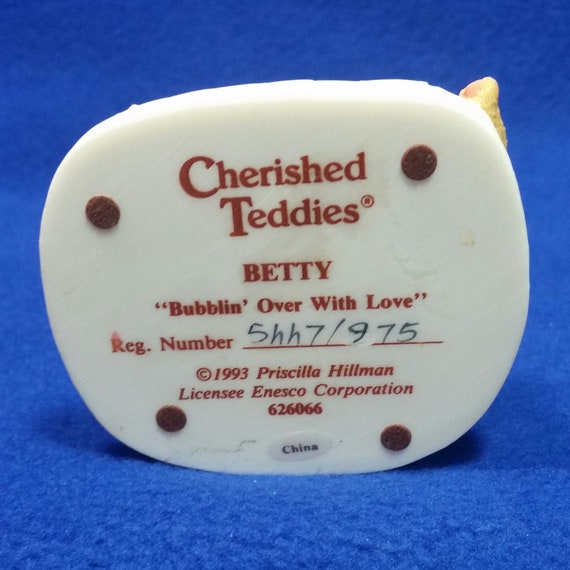 Cherished
Teddies®
BETTY
“Bubblin’ Over With Love”
Reg. Number 5hh7/975
©1993 Priscilla Hillman
Licensee Enesco Corporation
626066
China